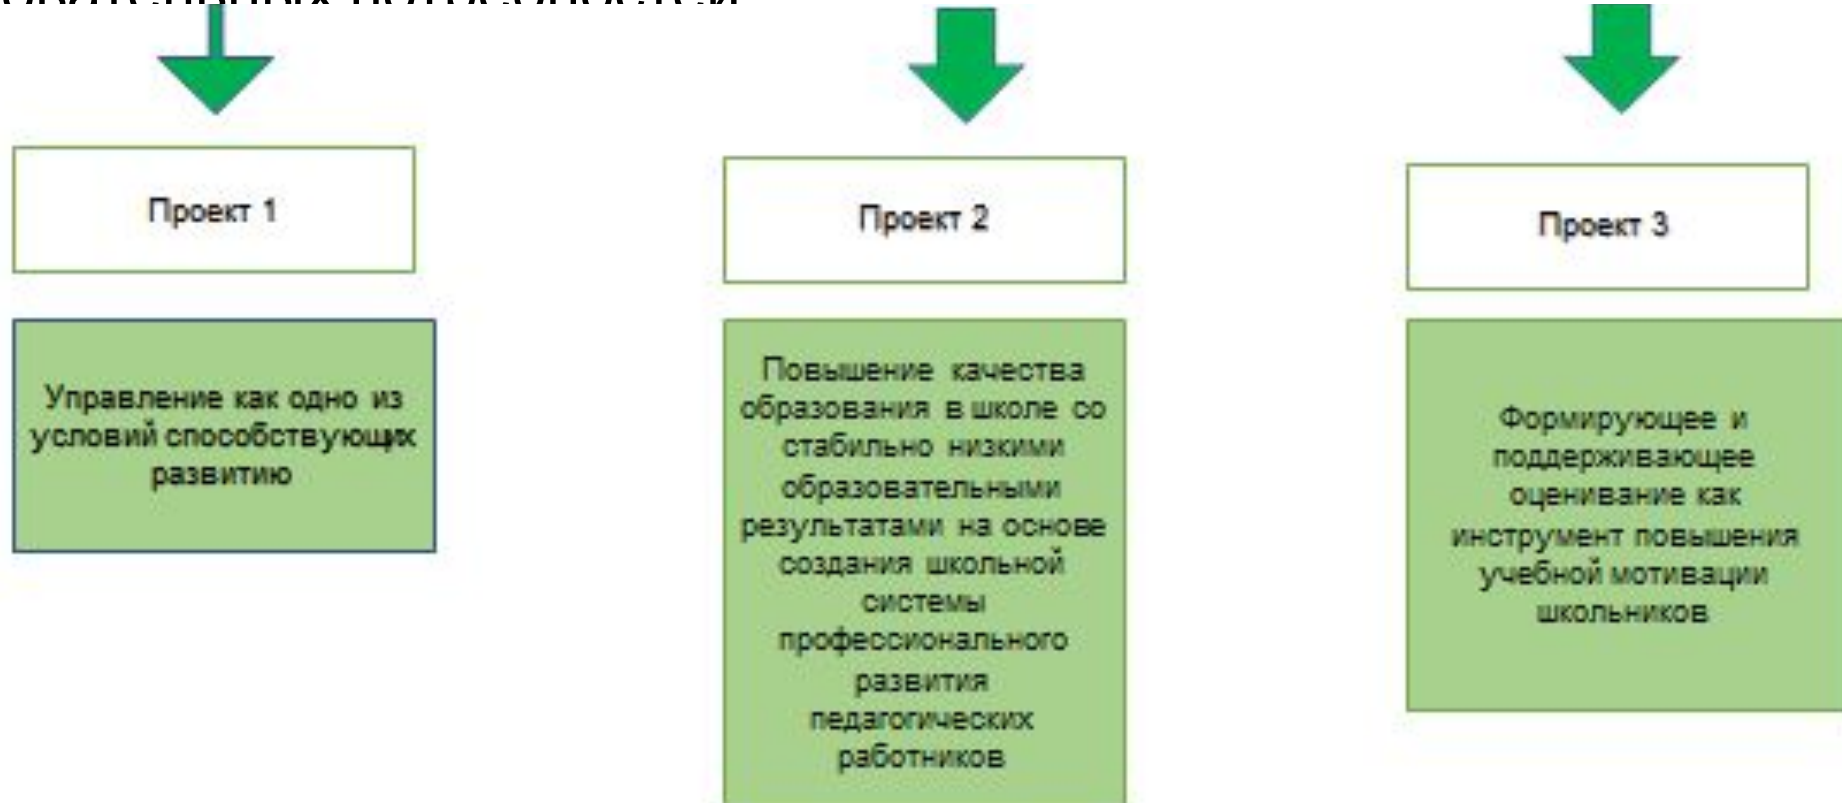 Проект 1
Проект 2
Проект 3
Управление как одно из
условий способствующих
развитию
Повышение качества
образования в школе со
стабильно низкими
образовательными
результатами на основе
создания школьной
системы
профессионального
развития
педагогических
работников
Формирующее и
поддерживающее
оценивание как
инструмент повышения
учебной мотивации
школьников